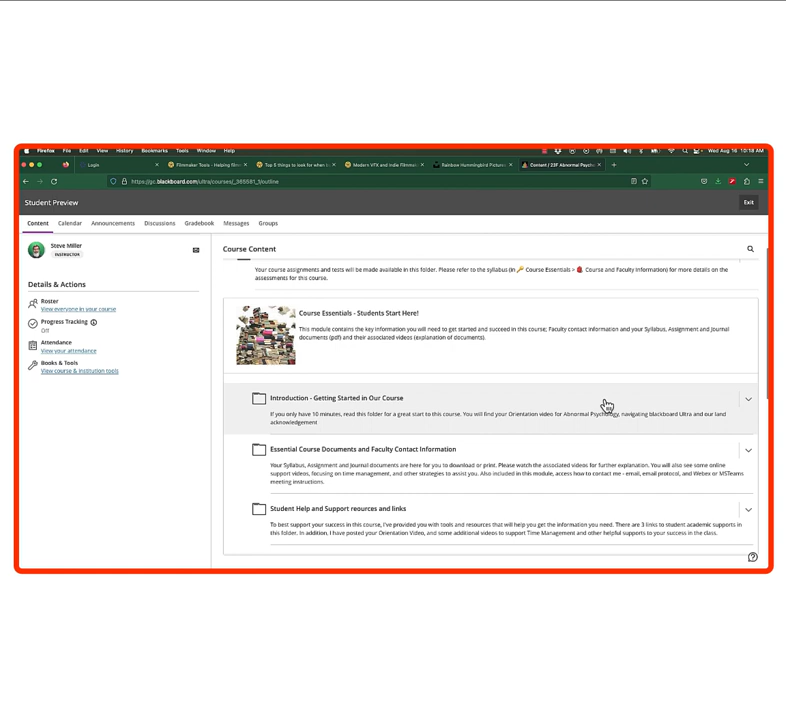 Firefox File Edit View History Bookmarks Tools Window Help Wed Aug 16 10:18 AM
Login Filmmaker Tools - Helping film Top 5 things to look for when Modern VFX and Indie Filmma Rainbow Hummingbird Picture Content / 23F Abnormal Psych
https://gc.blackboard.com/ultra/courses/_365581_1/outline
Student Preview Exit
Content Calendar Announcements Discussions Gradebook Messages Groups
Steve Miller
INSTRUCTOR
Details & Actions
Roster
View everyone in your course
Progress Tracking
Off
Attendance
View your attendance
Books & Tools
View course & institution tools
Course Content
Your course assignments and tests will be made available in this folder. Please refer to the syllabus (in Course Essentials > Course and Faculty Information) for more details on the
assessments for this course.
Course Essentials - Students Start Here!
This module contains the key information you will need to get started and succeed in this course; Faculty contact information and your Syllabus, Assignment and Journal
documents (pdf) and their associated videos (explanation of documents).
Introduction - Getting Started in Our Course
If you only have 10 minutes, read this folder for a great start to this course. You will find your Orientation video for Abnormal Psychology, navigating blackboard Ultra and our land
acknowledgement
Essential Course Documents and Faculty Contact Information
Your Syllabus, Assignment and Journal documents are here for you to download or print. Please watch the associated videos for further explanation. You will also see some online
support videos, focusing on time management, and other strategies to assist you. Also included in this module, access how to contact me - email, email protocol, and Webex or MSTeams
meeting instructions.
Student Help and Support reources and links
To best support your success in this course, I've provided you with tools and resources that will help you get the information you need. There are 3 links to student academic supports in
this folder. In addition, I have posted your Orientation Video, and some additional videos to support Time Management and other helpful supports to your success in the class.